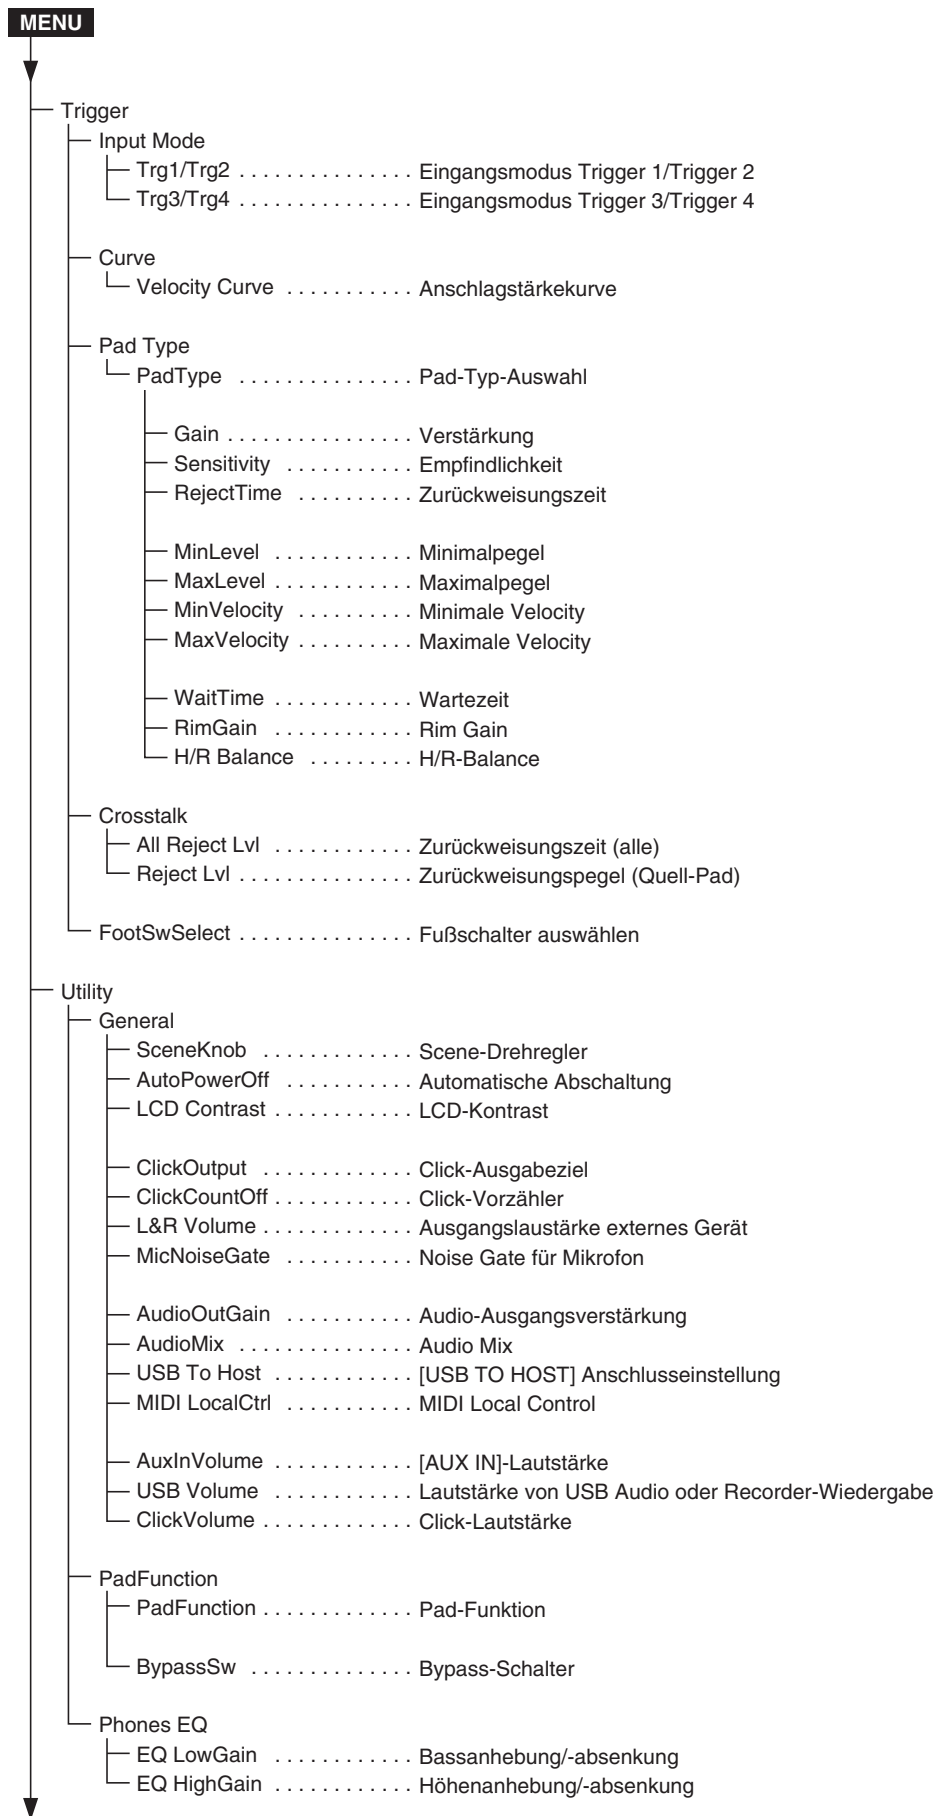 MENU
Trigger
Input Mode
Trg1/Trg2 . . . . . . . . . . . . . . . Eingangsmodus Trigger 1/Trigger 2
Trg3/Trg4 . . . . . . . . . . . . . . . Eingangsmodus Trigger 3/Trigger 4
Curve
Velocity Curve . . . . . . . . . . . Anschlagstärkekurve
Pad Type
PadType . . . . . . . . . . . . . . . Pad-Typ-Auswahl
Gain . . . . . . . . . . . . . . . . Verstärkung
Sensitivity . . . . . . . . . . . Empfindlichkeit
RejectTime . . . . . . . . . . Zurückweisungszeit
MinLevel . . . . . . . . . . . . Minimalpegel
MaxLevel . . . . . . . . . . . . Maximalpegel
MinVelocity . . . . . . . . . . Minimale Velocity
MaxVelocity . . . . . . . . . . Maximale Velocity
WaitTime . . . . . . . . . . . . Wartezeit
RimGain . . . . . . . . . . . . Rim Gain
H/R Balance . . . . . . . . . H/R-Balance
Crosstalk
All Reject Lvl . . . . . . . . . . . . Zurückweisungszeit (alle)
Reject Lvl . . . . . . . . . . . . . . . Zurückweisungspegel (Quell-Pad)
FootSwSelect . . . . . . . . . . . . . . . Fußschalter auswählen
Utility
General
SceneKnob . . . . . . . . . . . . . Scene-Drehregler
AutoPowerOff . . . . . . . . . . . Automatische Abschaltung
LCD Contrast . . . . . . . . . . . . LCD-Kontrast
ClickOutput . . . . . . . . . . . . . Click-Ausgabeziel
ClickCountOff . . . . . . . . . . . . Click-Vorzähler
L&R Volume . . . . . . . . . . . . . Ausgangslaustärke externes Gerät
MicNoiseGate . . . . . . . . . . . Noise Gate für Mikrofon
AudioOutGain . . . . . . . . . . . Audio-Ausgangsverstärkung
AudioMix . . . . . . . . . . . . . . . Audio Mix
USB To Host . . . . . . . . . . . . [USB TO HOST] Anschlusseinstellung
MIDI LocalCtrl . . . . . . . . . . . MIDI Local Control
AuxInVolume . . . . . . . . . . . . [AUX IN]-Lautstärke
USB Volume . . . . . . . . . . . . Lautstärke von USB Audio oder Recorder-Wiedergabe
ClickVolume . . . . . . . . . . . . . Click-Lautstärke
PadFunction
PadFunction . . . . . . . . . . . . . Pad-Funktion
BypassSw . . . . . . . . . . . . . . Bypass-Schalter
Phones EQ
EQ LowGain . . . . . . . . . . . . Bassanhebung/-absenkung
EQ HighGain . . . . . . . . . . . . Höhenanhebung/-absenkung